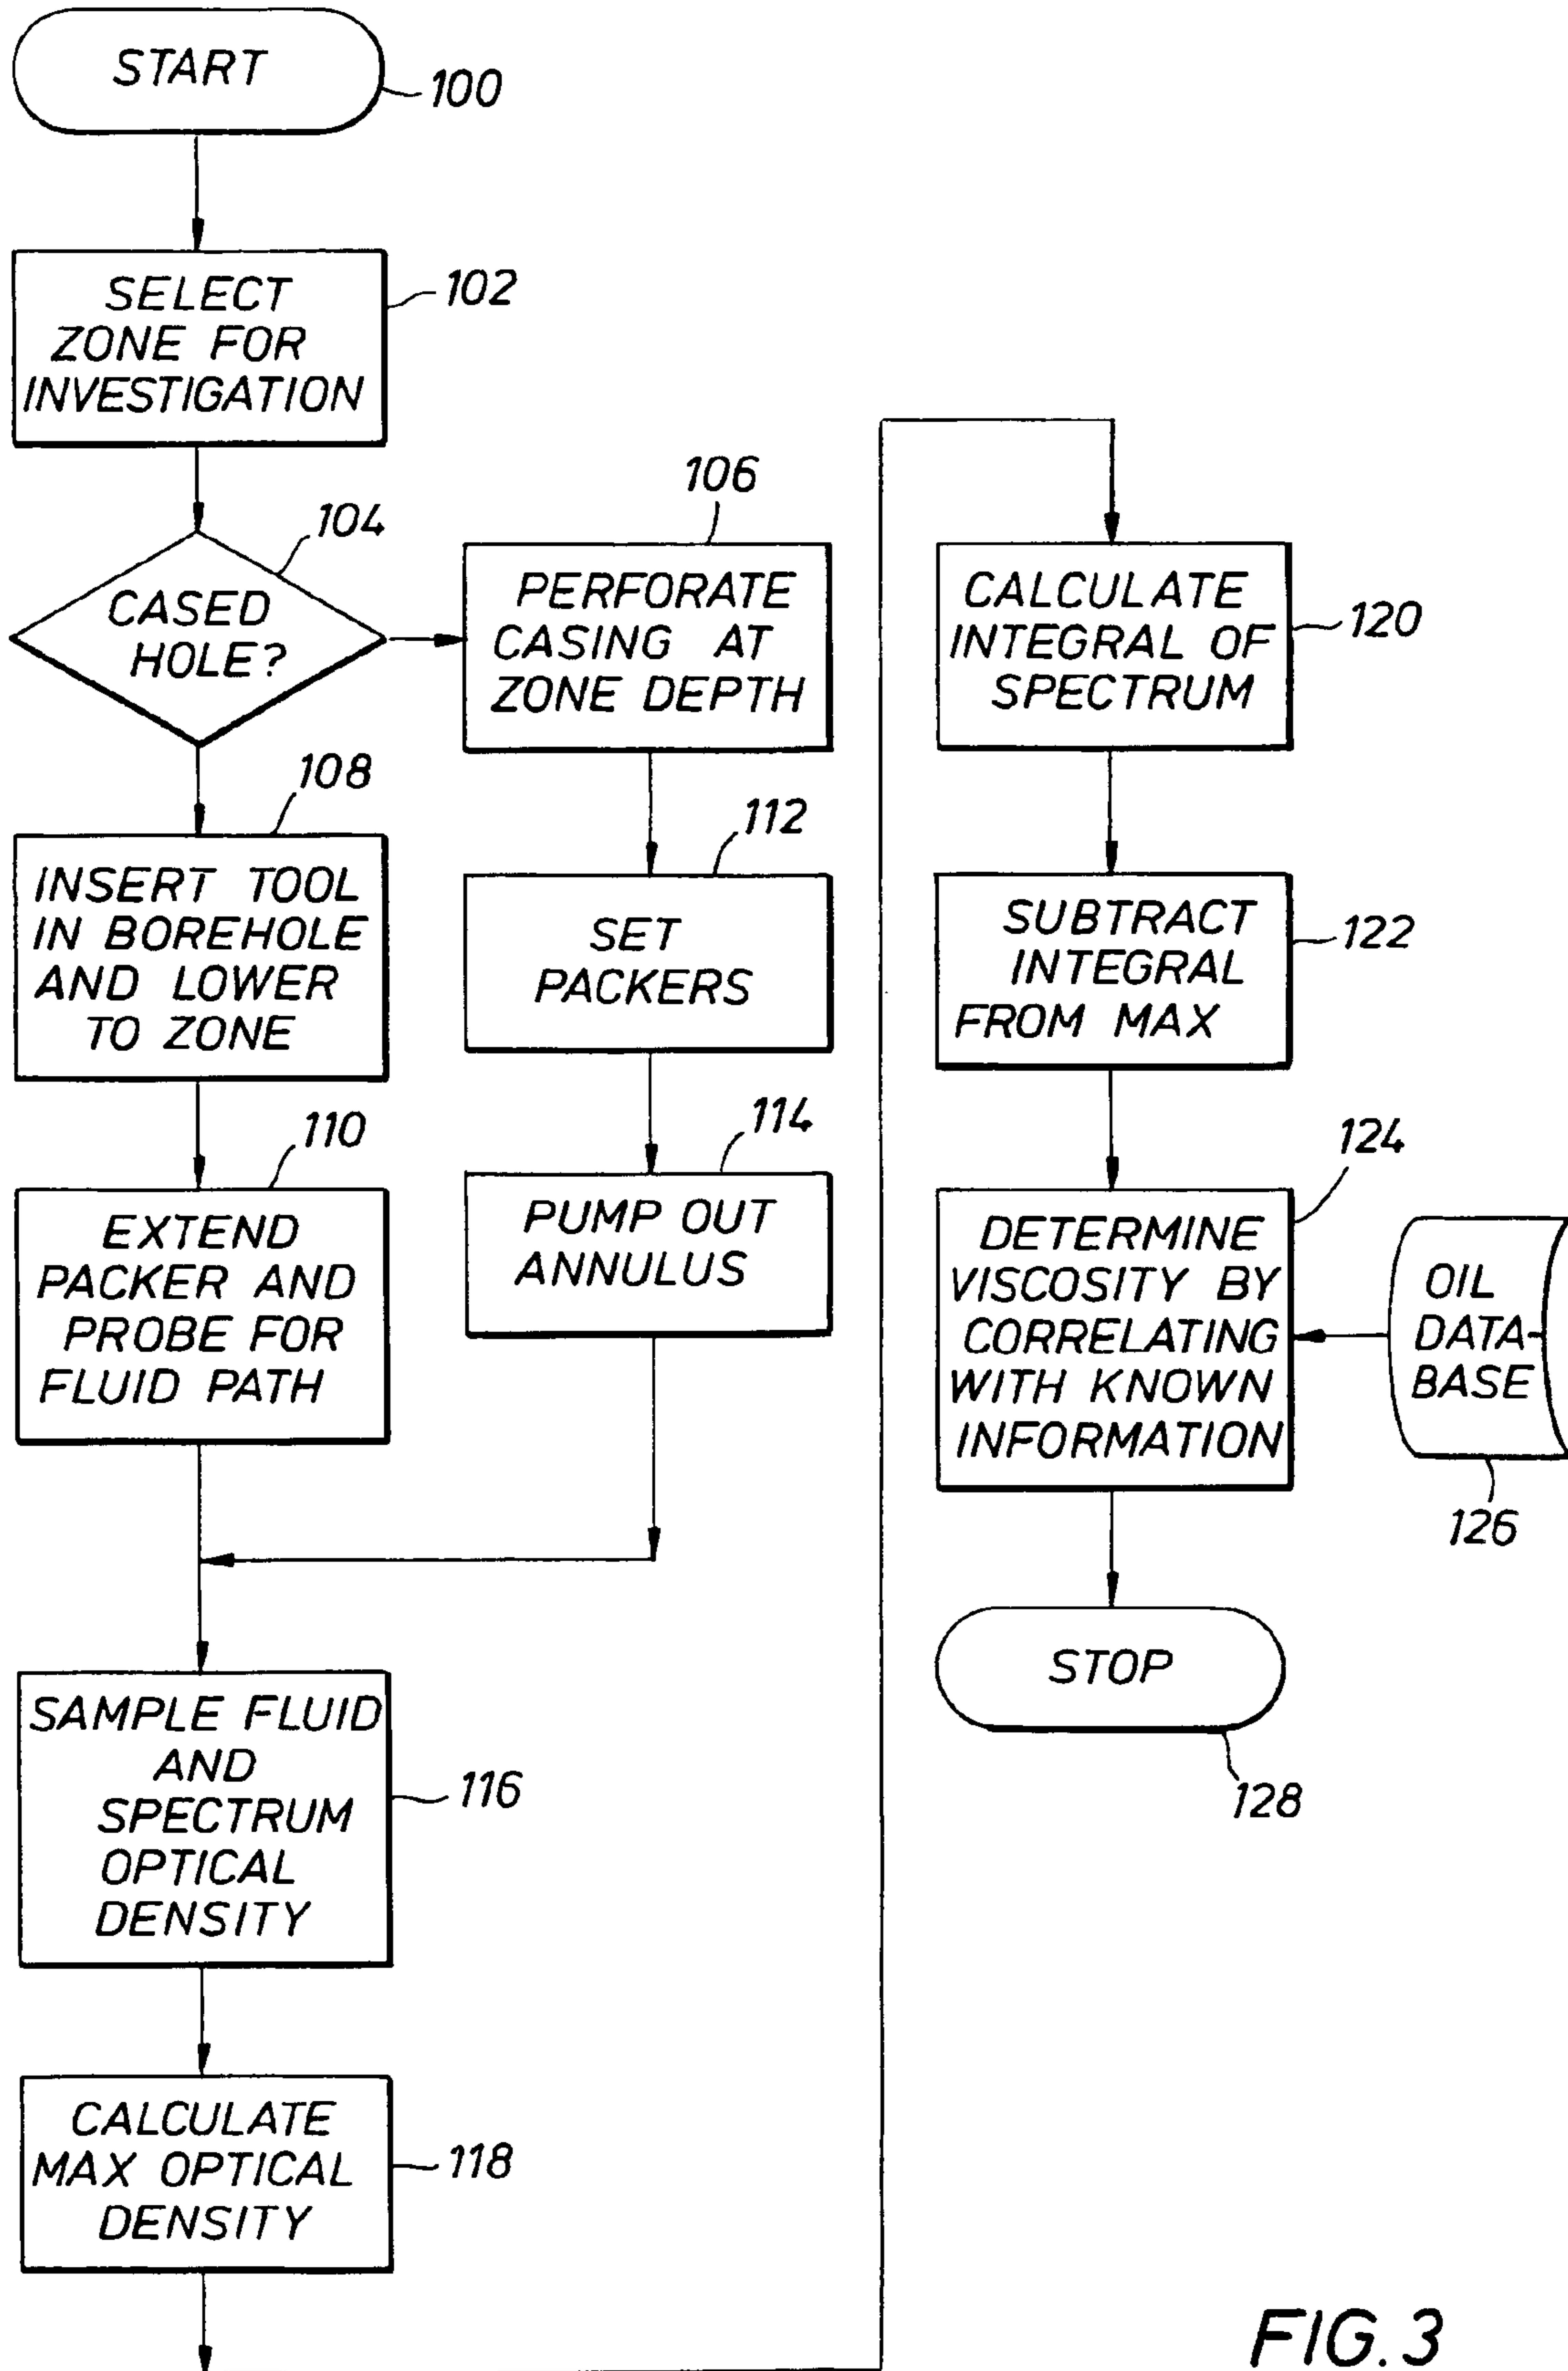 START
100
SELECT
ZONE FOR
INVESTIGATION
102
104
CASED
HOLE?
106
PERFORATE
CASING AT
ZONE DEPTH
108
INSERT TOOL
IN BOREHOLE
AND LOWER
TO ZONE
112
SET
PACKERS
110
EXTEND
PACKER AND
PROBE FOR
FLUID PATH
114
PUMP OUT
ANNULUS
SAMPLE FLUID
AND
SPECTRUM
OPTICAL
DENSITY
116
CALCULATE
MAX OPTICAL
DENSITY
118
CALCULATE
INTEGRAL OF
SPECTRUM
120
SUBTRACT
INTEGRAL
FROM MAX
122
124
DETERMINE
VISCOSITY BY
CORRELATING
WITH KNOWN
INFORMATION
OIL
DATA-
BASE
126
STOP
128
FIG. 3